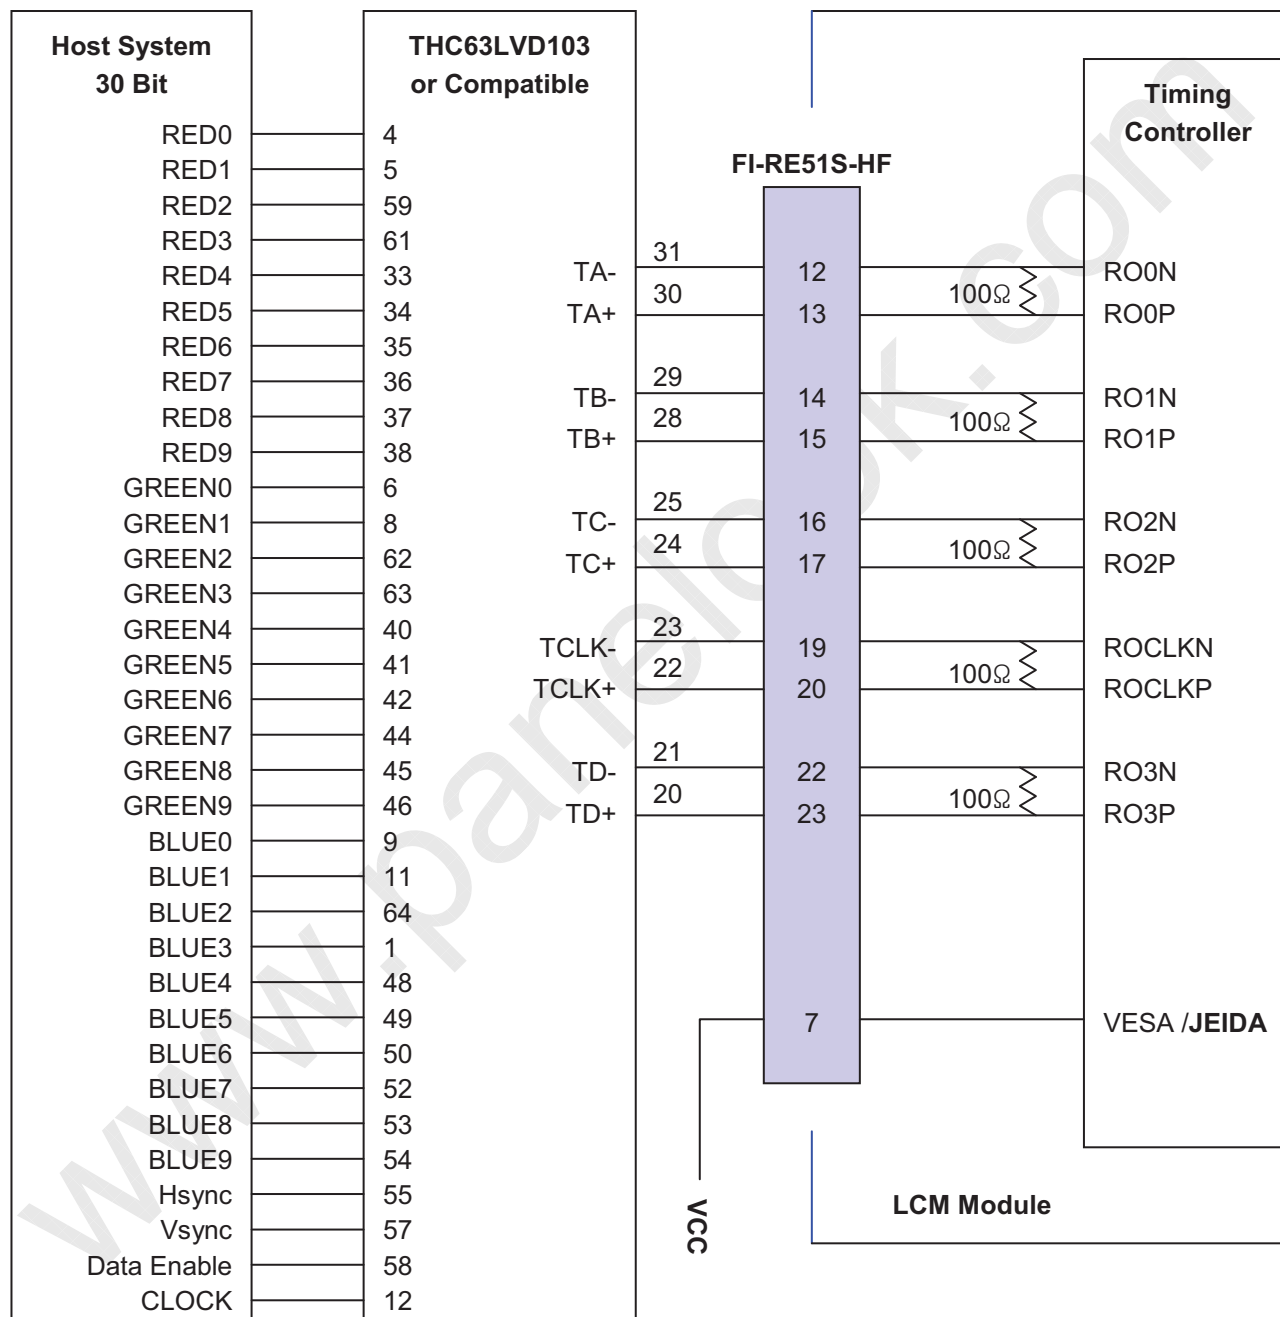 Host System
30 Bit
RED0
RED1
RED2
RED3
RED4
RED5
RED6
RED7
RED8
RED9
GREEN0
GREEN1
GREEN2
GREEN3
GREEN4
GREEN5
GREEN6
GREEN7
GREEN8
GREEN9
BLUE0
BLUE1
BLUE2
BLUE3
BLUE4
BLUE5
BLUE6
BLUE7
BLUE8
BLUE9
Hsync
Vsync
Data Enable
CLOCK
THC63LVD103
or Compatible
4
5
59
61
33
34
35
36
37
38
6
8
62
63
40
41
42
44
45
46
9
11
64
1
48
49
50
52
53
54
55
57
58
12
TA-
TA+
TB-
TB+
TC-
TC+
TCLK-
TCLK+
TD-
TD+
31
30
29
28
25
24
23
22
21
20
FI-RE51S-HF
12
13
14
15
16
17
19
20
22
23
7
VCC
100Ω
100Ω
100Ω
100Ω
100Ω
Timing
Controller
RO0N
RO0P
RO1N
RO1P
RO2N
RO2P
ROCLKN
ROCLKP
RO3N
RO3P
VESA /JEIDA
LCM Module
www.panelook.com